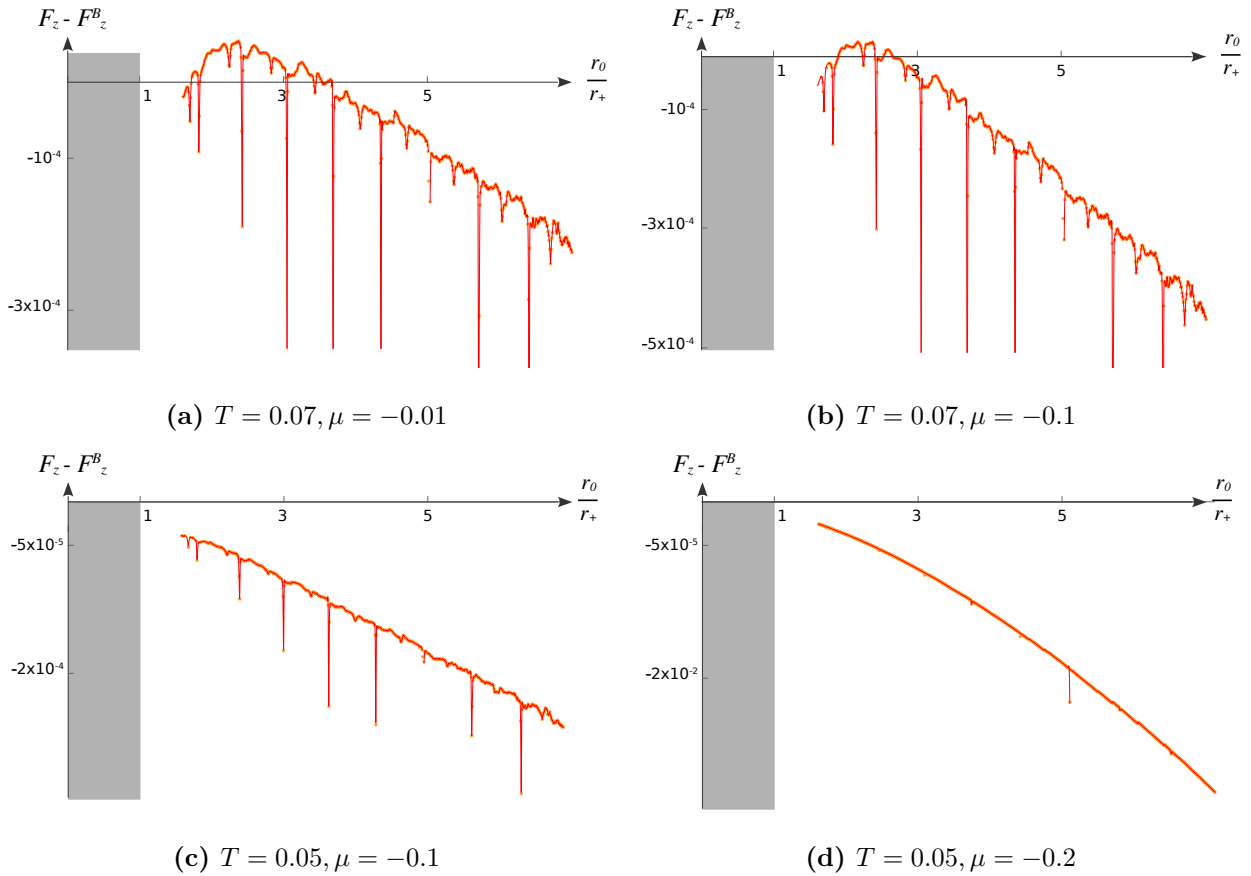 F_z - F^B_z
r_0
r_+
1
3
5
-10^-4
-3x10^-4
(a) T = 0.07, μ = −0.01
F_z - F^B_z
r_0
r_+
1
3
5
-10^-4
-3x10^-4
-5x10^-4
(b) T = 0.07, μ = −0.1
F_z - F^B_z
r_0
r_+
1
3
5
-5x10^-5
-2x10^-4
(c) T = 0.05, μ = −0.1
F_z - F^B_z
r_0
r_+
1
3
5
-5x10^-5
-2x10^-2
(d) T = 0.05, μ = −0.2